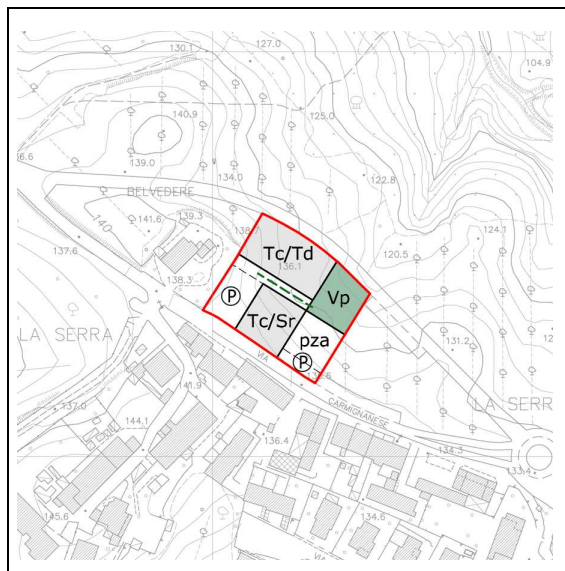 127.0
130.1
104.9
140.9
125.0
139.0
134.0
122.8
BELVEDERE
140
141.6
139.3
137.6
124.1
136.1
Tc/Td
120.5
138.3
Vp
P
LA SERRA
Tc/Sr
pza
131.2
VIA
P
141.9
CARMIGNANESE
LA SERR
137.0
144.1
136.4
134.3
133.4
145.6
134.6